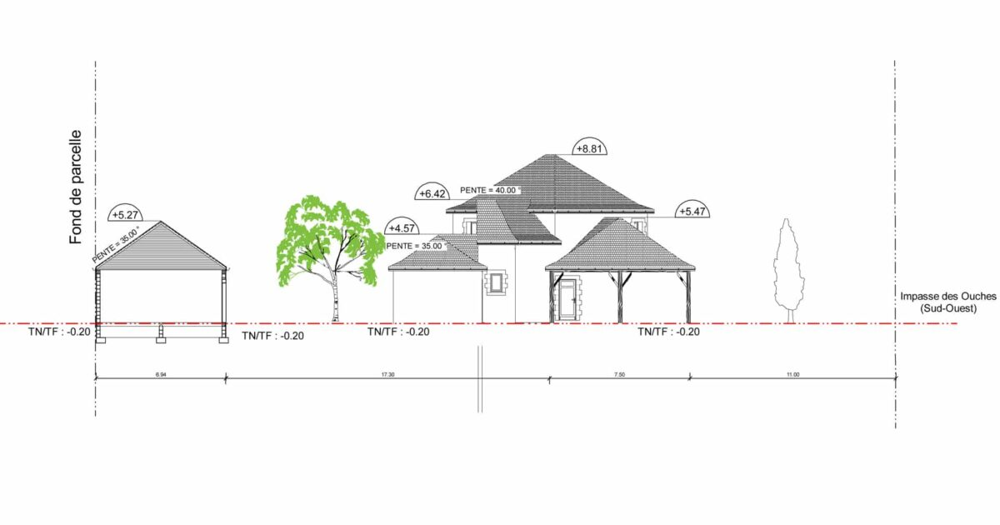 Fond de parcelle
+5.27
PENTE = 35.00 °
+4.57
PENTE = 35.00 °
+6.42
PENTE = 40.00 °
+8.81
+5.47
Impasse des Ouches
(Sud-Ouest)
TN/TF : -0.20
TN/TF : -0.20
TN/TF : -0.20
TN/TF : -0.20
6.94
17.30
7.50
11.00